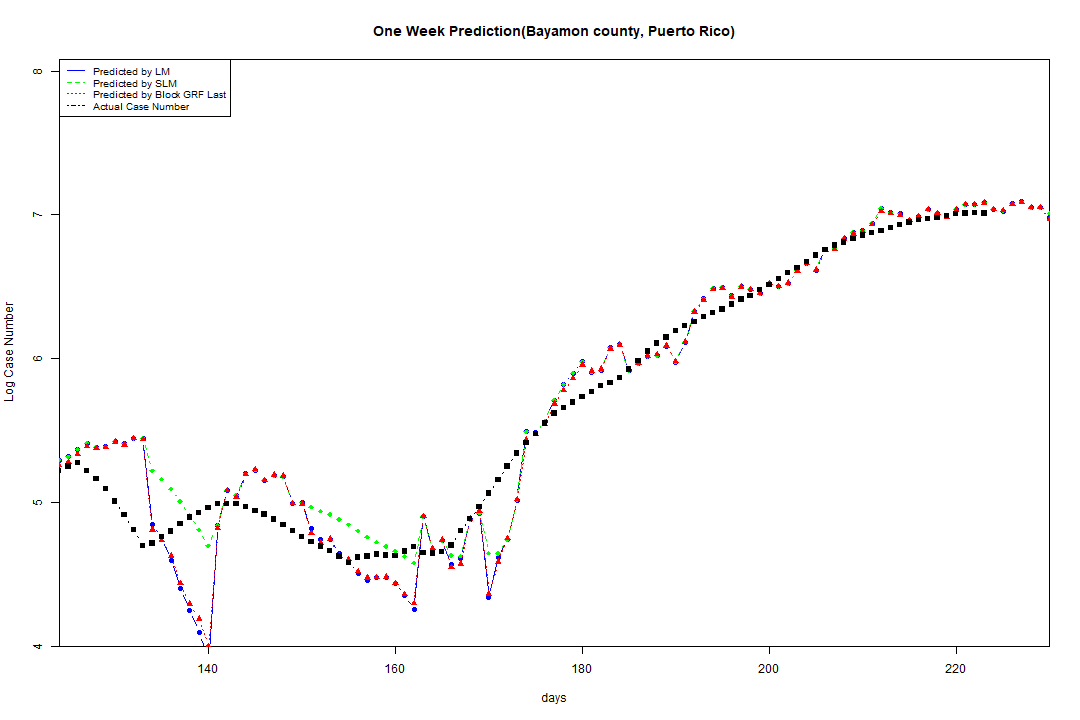 One Week Prediction(Bayamon county, Puerto Rico)
Predicted by LM
Predicted by SLM
Predicted by Block GRF Last
Actual Case Number
8
7
6
5
4
Log Case Number
140 160 180 200 220
days